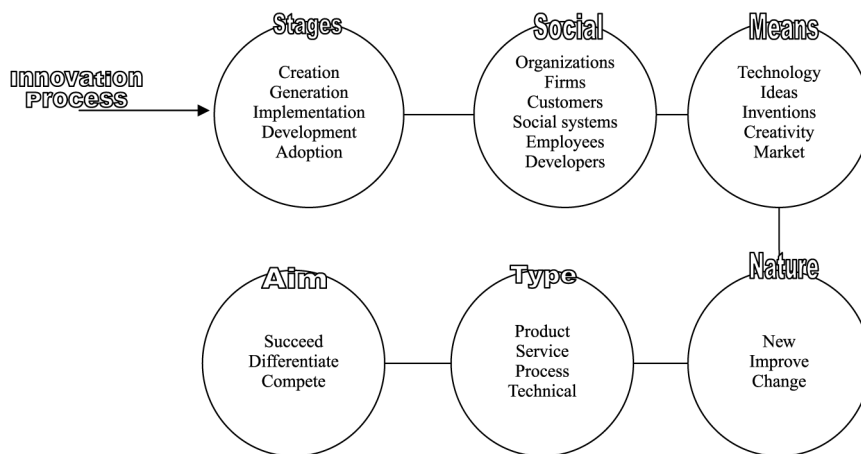 Innovation
Process
Stages
Creation
Generation
Implementation
Development
Adoption
Social
Organizations
Firms
Customers
Social systems
Employees
Developers
Means
Technology
Ideas
Inventions
Creativity
Market
Nature
New
Improve
Change
Type
Product
Service
Process
Technical
Aim
Succeed
Differentiate
Compete